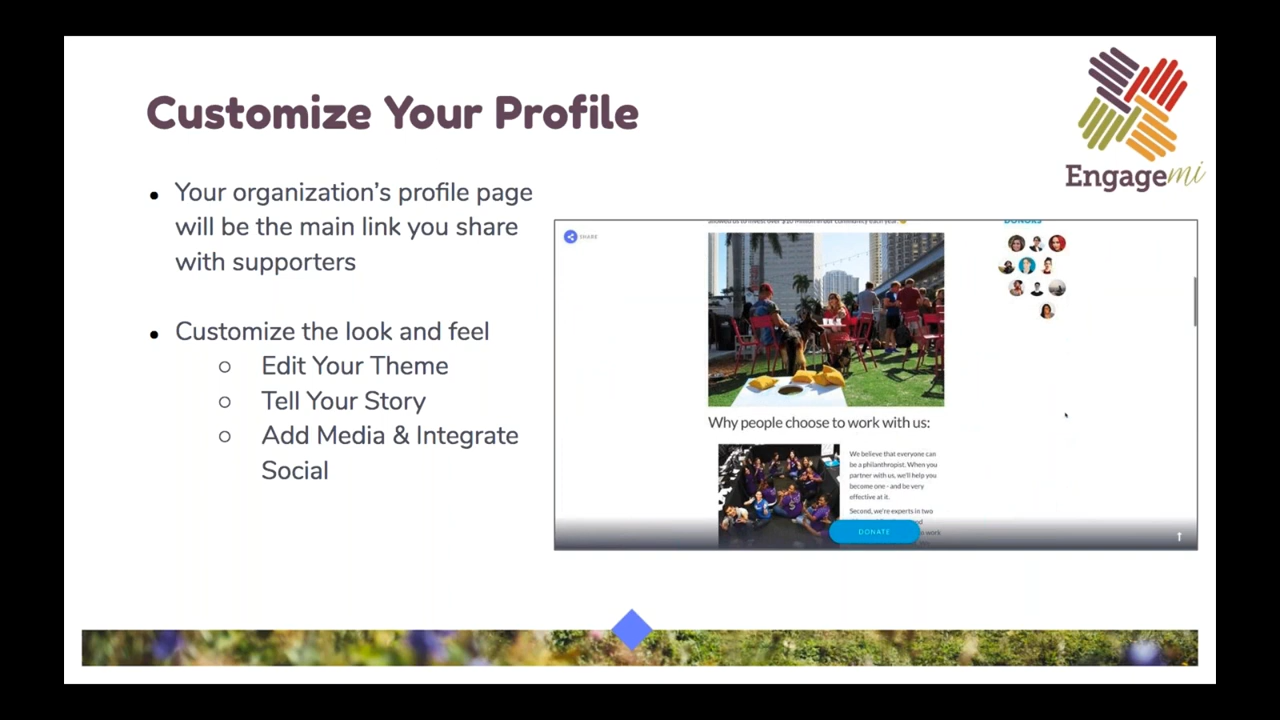 Customize Your Profile
Engagemi
Your organization's profile page
will be the main link you share
with supporters
Customize the look and feel
Edit Your Theme
Tell Your Story
Add Media & Integrate
Social
SHARE
DONORS
Why people choose to work with us:
We believe that everyone can
be a philanthropist. When you
partner with us, we'll help you
become one - and be very
effective at it.
Second, we're experts in two
DONATE